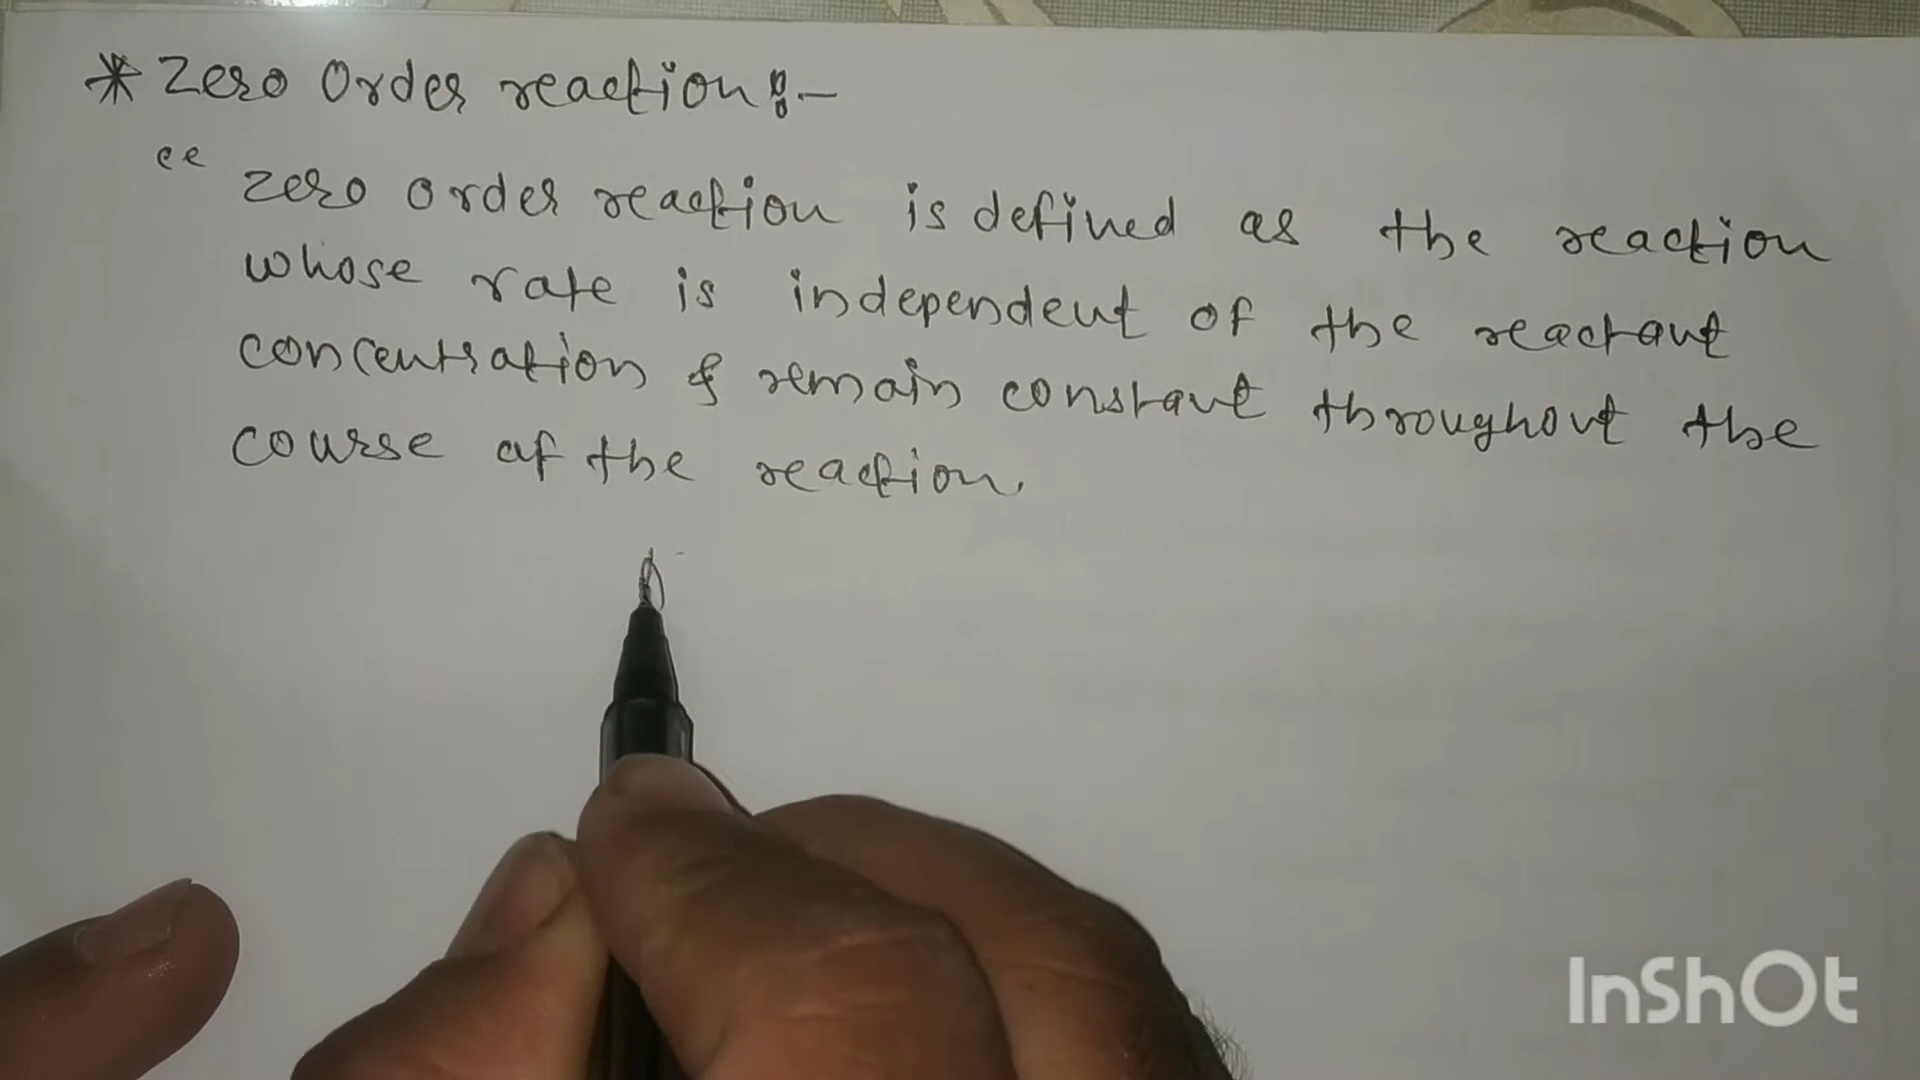 * Zero Order reaction :-
" zero order reaction is defined as the reaction
whose rate is independent of the reactant
concentration & remain constant throughout the
course of the reaction.
InShOt